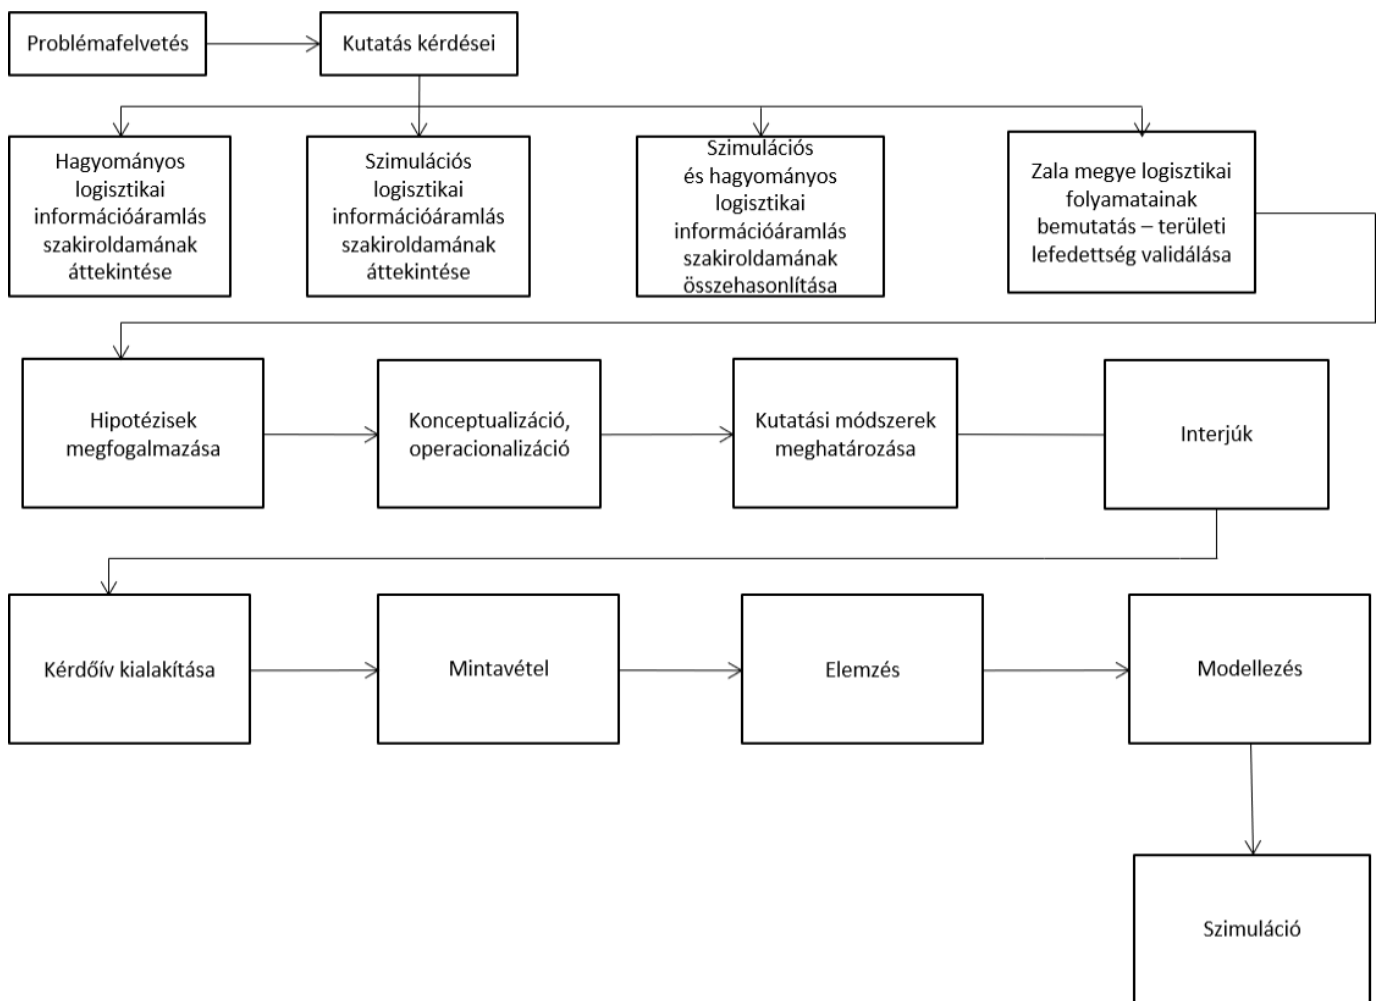 Problémafelvetés
Kutatás kérdései
Hagyományos
logisztikai
információáramlás
szakiroldamának
áttekintése
Szimulációs
logisztikai
információáramlás
szakiroldamának
áttekintése
Szimulációs
és hagyományos
logisztikai
információáramlás
szakiroldamának
összehasonlítása
Zala megye logisztikai
folyamatainak
bemutatás – területi
lefedettség validálása
Hipotézisek
megfogalmazása
Konceptualizáció,
operacionalizáció
Kutatási módszerek
meghatározása
Interjúk
Kérdőív kialakítása
Mintavétel
Elemzés
Modellezés
Szimuláció